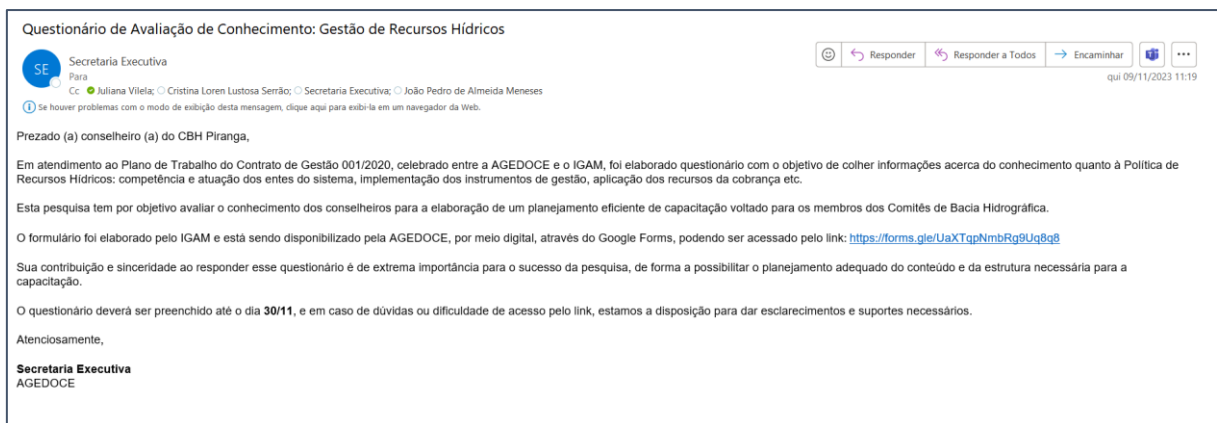 Questionário de Avaliação de Conhecimento: Gestão de Recursos Hídricos
SE
Secretaria Executiva
Para
Cc Juliana Vilela; Cristina Loren Lustosa Serrão; Secretaria Executiva; João Pedro de Almeida Meneses
Responder
Responder a Todos
Encaminhar
qui 09/11/2023 11:19
Se houver problemas com o modo de exibição desta mensagem, clique aqui para exibi-la em um navegador da Web.
Prezado (a) conselheiro (a) do CBH Piranga,
Em atendimento ao Plano de Trabalho do Contrato de Gestão 001/2020, celebrado entre a AGEDOCE e o IGAM, foi elaborado questionário com o objetivo de colher informações acerca do conhecimento quanto à Política de
Recursos Hídricos: competência e atuação dos entes do sistema, implementação dos instrumentos de gestão, aplicação dos recursos da cobrança etc.
Esta pesquisa tem por objetivo avaliar o conhecimento dos conselheiros para a elaboração de um planejamento eficiente de capacitação voltado para os membros dos Comitês de Bacia Hidrográfica.
O formulário foi elaborado pelo IGAM e está sendo disponibilizado pela AGEDOCE, por meio digital, através do Google Forms, podendo ser acessado pelo link: https://forms.gle/UaXTqpNmbRg9Uq8q8
Sua contribuição e sinceridade ao responder esse questionário é de extrema importância para o sucesso da pesquisa, de forma a possibilitar o planejamento adequado do conteúdo e da estrutura necessária para a
capacitação.
O questionário deverá ser preenchido até o dia 30/11, e em caso de dúvidas ou dificuldade de acesso pelo link, estamos a disposição para dar esclarecimentos e suportes necessários.
Atenciosamente,
Secretaria Executiva
AGEDOCE